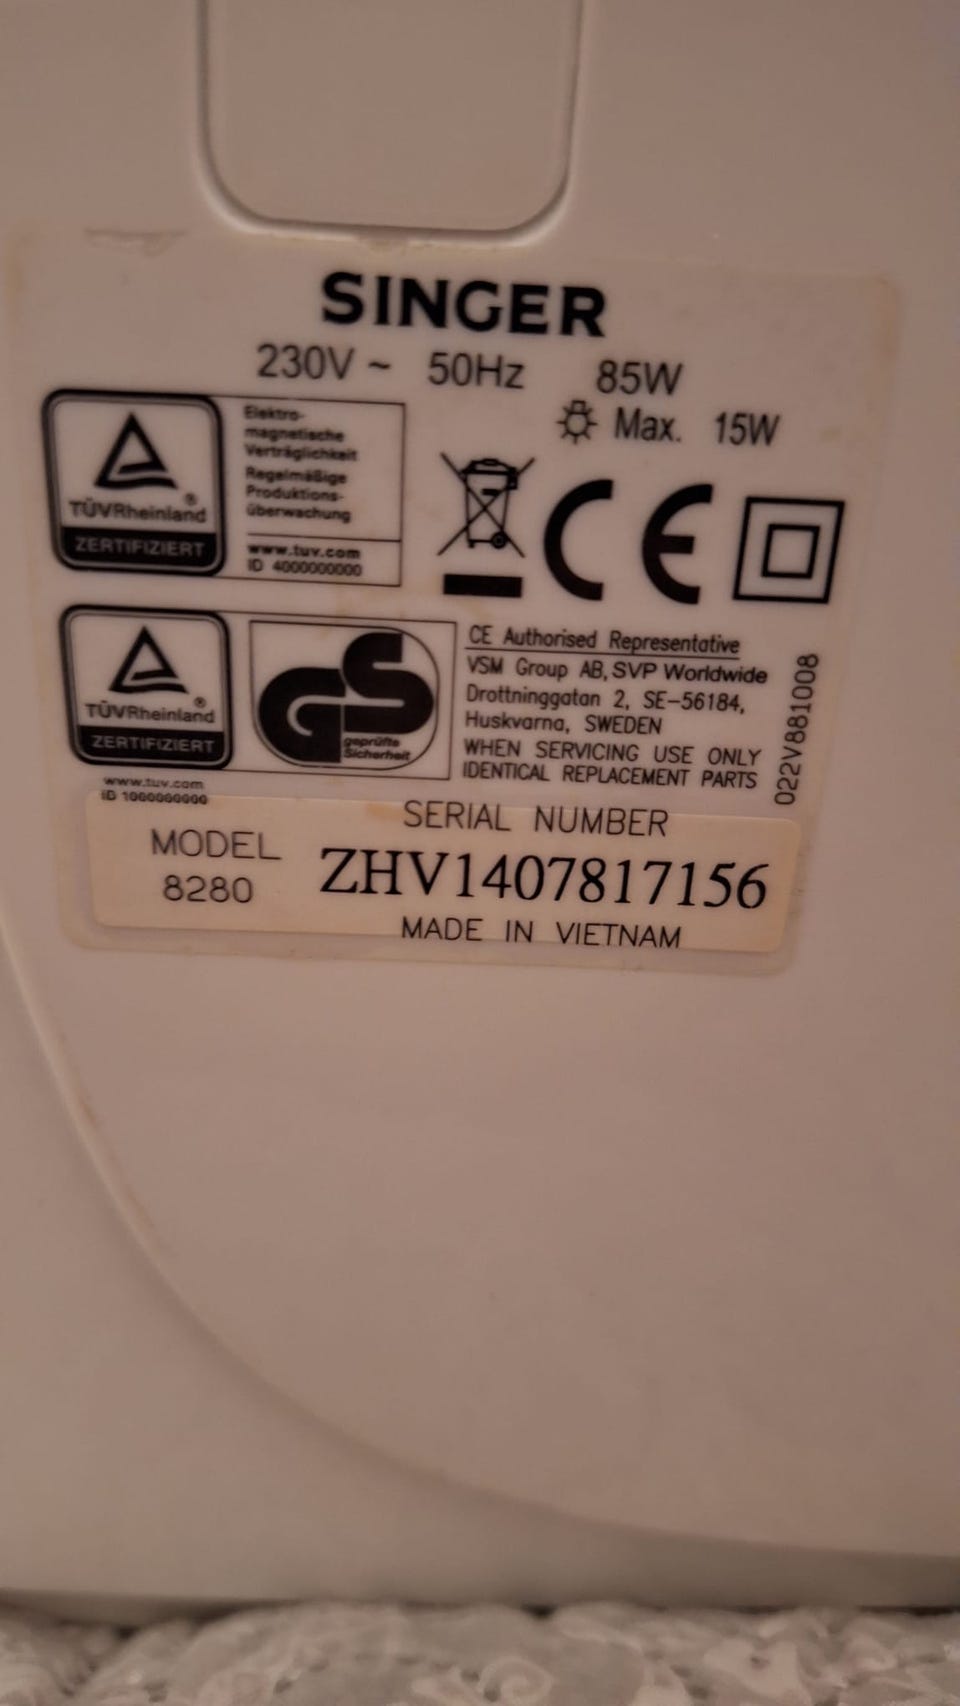 SINGER
230V ~ 50Hz 85W
Max. 15W
TÜVRheinland®
ZERTIFIZIERT
Elektro-
magnetische
Verträglichkeit
Regelmäßige
Produktions-
überwachung
www.tuv.com
ID 4000000000
CE
TÜVRheinland®
ZERTIFIZIERT
www.tuv.com
ID 1000000000
GS
geprüfte
Sicherheit
CE Authorised Representative
VSM Group AB, SVP Worldwide
Drottninggatan 2, SE-56184,
Huskvarna, SWEDEN
WHEN SERVICING USE ONLY
IDENTICAL REPLACEMENT PARTS
022V881008
MODEL
8280
SERIAL NUMBER
ZHV1407817156
MADE IN VIETNAM